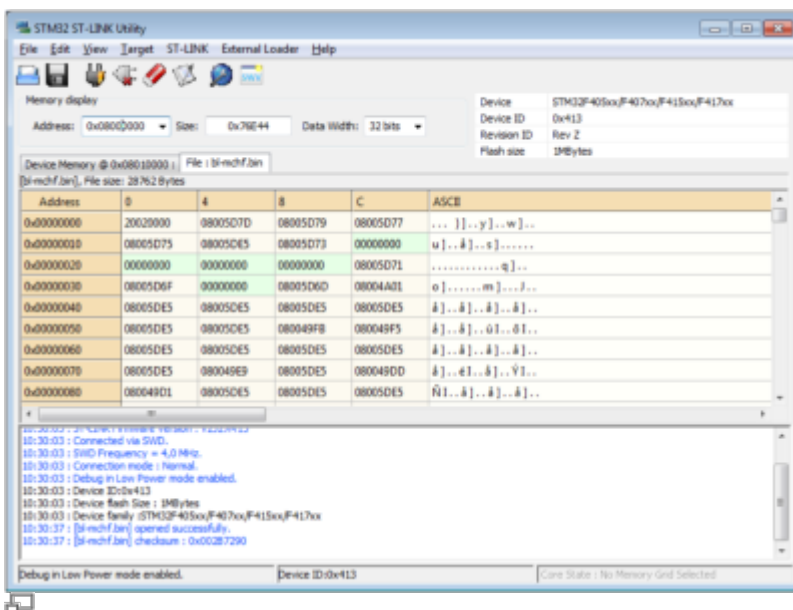 STM32 ST-LINK Utility
File Edit View Target ST-LINK External Loader Help
Memory display
Address: 0x08000000 Size: 0x76E44 Data Width: 32 bits
Device STM32F405xx/F407xx/F415xx/F417xx
Device ID 0x413
Revision ID Rev Z
Flash size 1MBytes
Device Memory @ 0x08010000 : File : bl-mchf.bin
[bl-mchf.bin], File size: 28762 Bytes
Address 0 4 8 C ASCII
0x00000000 20020000 08005D7D 08005D79 08005D77 ... }]..y]..w]..
0x00000010 08005D75 08005DE5 08005D73 00000000 u]..å]..s]......
0x00000020 00000000 00000000 00000000 08005D71 ............q]..
0x00000030 08005D6F 00000000 08005D6D 08004A01 o]......m]...J..
0x00000040 08005DE5 08005DE5 08005DE5 08005DE5 å]..å]..å]..å]..
0x00000050 08005DE5 08005DE5 080049FB 080049F5 å]..å]..ûI..õI..
0x00000060 08005DE5 08005DE5 08005DE5 08005DE5 å]..å]..å]..å]..
0x00000070 08005DE5 080049E9 08005DE5 080049DD å]..éI..å]..ÝI..
0x00000080 080049D1 08005DE5 08005DE5 08005DE5 ÑI..å]..å]..å]..
10:30:03 : Connected via SWD.
10:30:03 : SWD Frequency = 4,0 MHz.
10:30:03 : Connection mode : Normal.
10:30:03 : Debug in Low Power mode enabled.
10:30:03 : Device ID:0x413
10:30:03 : Device flash Size : 1MBytes
10:30:03 : Device family :STM32F405xx/F407xx/F415xx/F417xx
10:30:37 : [bl-mchf.bin] opened successfully.
10:30:37 : [bl-mchf.bin] checksum : 0x002B7290
Debug in Low Power mode enabled. Device ID:0x413 Core State : No Memory Grid Selected